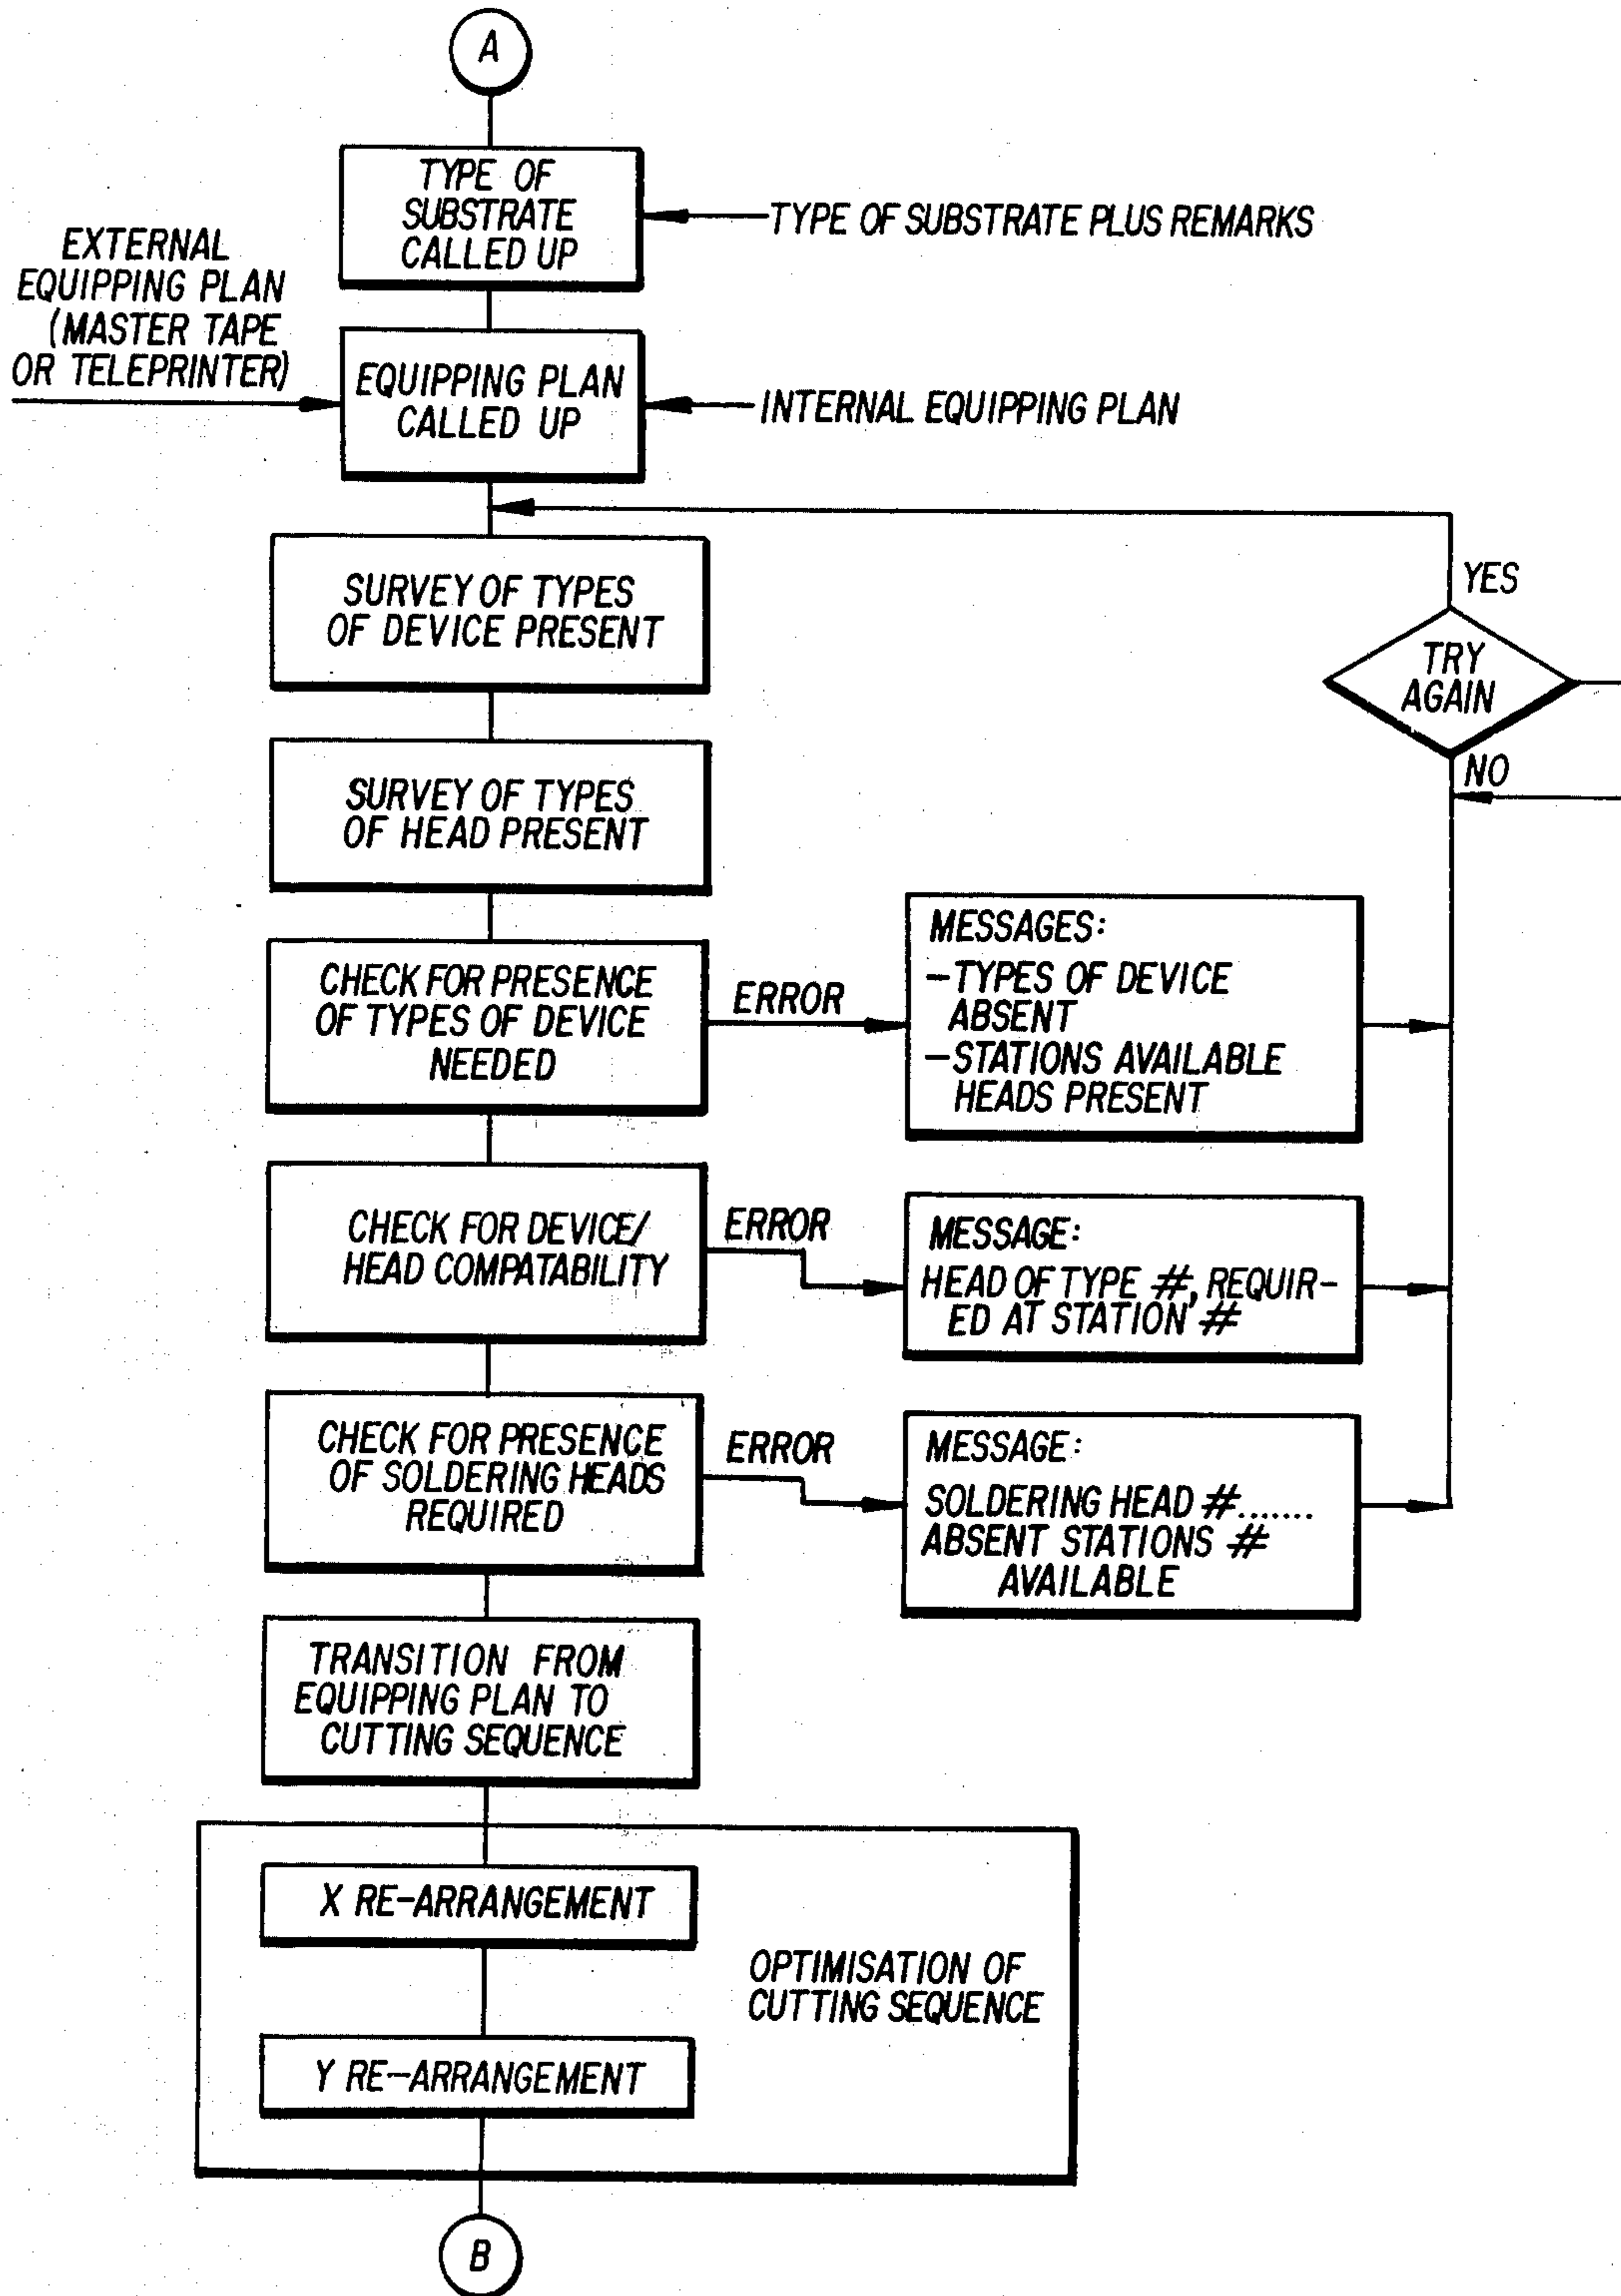 A
TYPE OF
SUBSTRATE
CALLED UP
TYPE OF SUBSTRATE PLUS REMARKS
EXTERNAL
EQUIPPING PLAN
(MASTER TAPE
OR TELEPRINTER)
EQUIPPING PLAN
CALLED UP
INTERNAL EQUIPPING PLAN
SURVEY OF TYPES
OF DEVICE PRESENT
YES
TRY
AGAIN
NO
SURVEY OF TYPES
OF HEAD PRESENT
CHECK FOR PRESENCE
OF TYPES OF DEVICE
NEEDED
ERROR
MESSAGES:
-TYPES OF DEVICE
ABSENT
-STATIONS AVAILABLE
HEADS PRESENT
CHECK FOR DEVICE/
HEAD COMPATABILITY
ERROR
MESSAGE:
HEAD OF TYPE #, REQUIR-
ED AT STATION #
CHECK FOR PRESENCE
OF SOLDERING HEADS
REQUIRED
ERROR
MESSAGE:
SOLDERING HEAD #.......
ABSENT STATIONS #
AVAILABLE
TRANSITION FROM
EQUIPPING PLAN TO
CUTTING SEQUENCE
X RE-ARRANGEMENT
OPTIMISATION OF
CUTTING SEQUENCE
Y RE-ARRANGEMENT
B